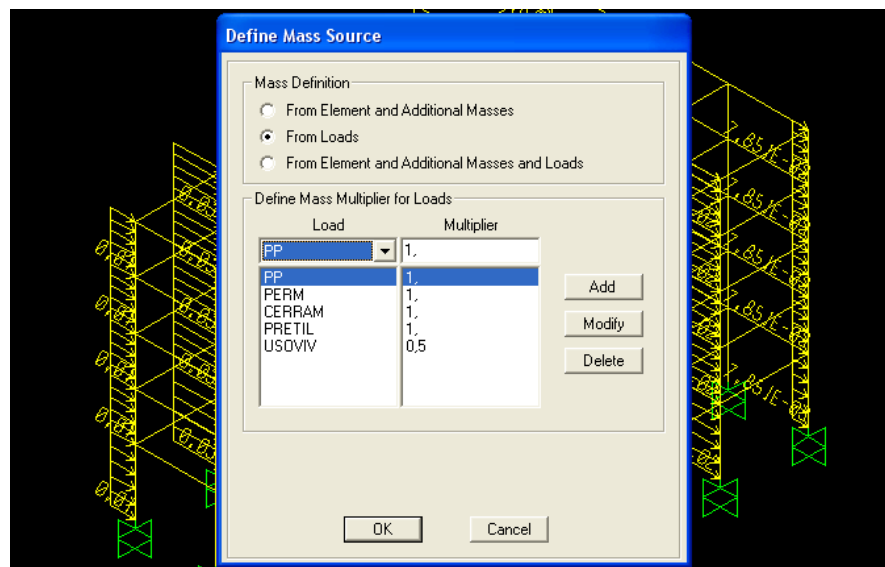 Define Mass Source
Mass Definition
From Element and Additional Masses
From Loads
From Element and Additional Masses and Loads
Define Mass Multiplier for Loads
Load Multiplier
PP 1,
PP 1,
PERM 1,
CERRAM 1,
PRETIL 1,
USOVIV 0,5
Add
Modify
Delete
OK Cancel